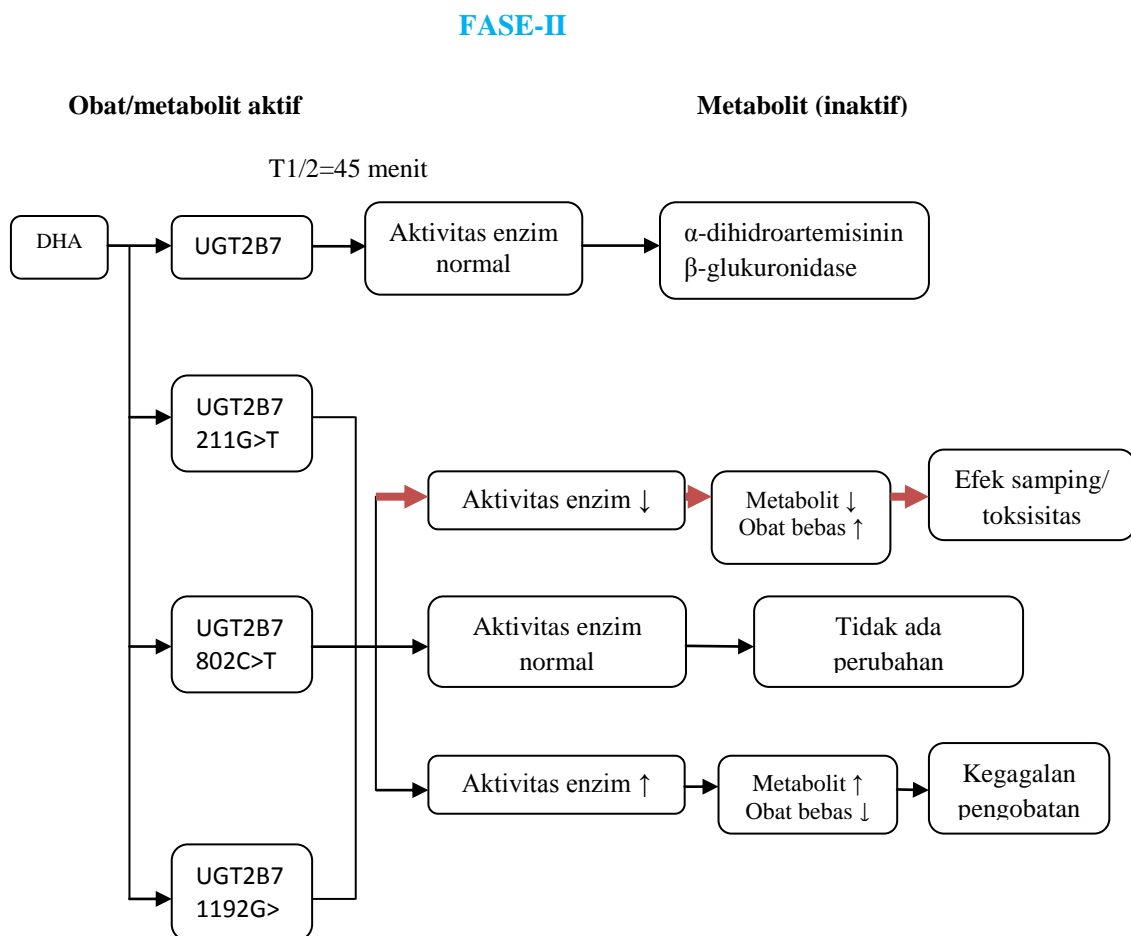 FASE-II
Obat/metabolit aktif
Metabolit (inaktif)
T1/2=45 menit
DHA
UGT2B7
Aktivitas enzim
normal
α-dihidroartemisinin
β-glukuronidase
UGT2B7
211G>T
Aktivitas enzim ↓
Metabolit ↓
Obat bebas ↑
Efek samping/
toksisitas
UGT2B7
802C>T
Aktivitas enzim
normal
Tidak ada
perubahan
Aktivitas enzim ↑
Metabolit ↑
Obat bebas ↓
Kegagalan
pengobatan
UGT2B7
1192G>